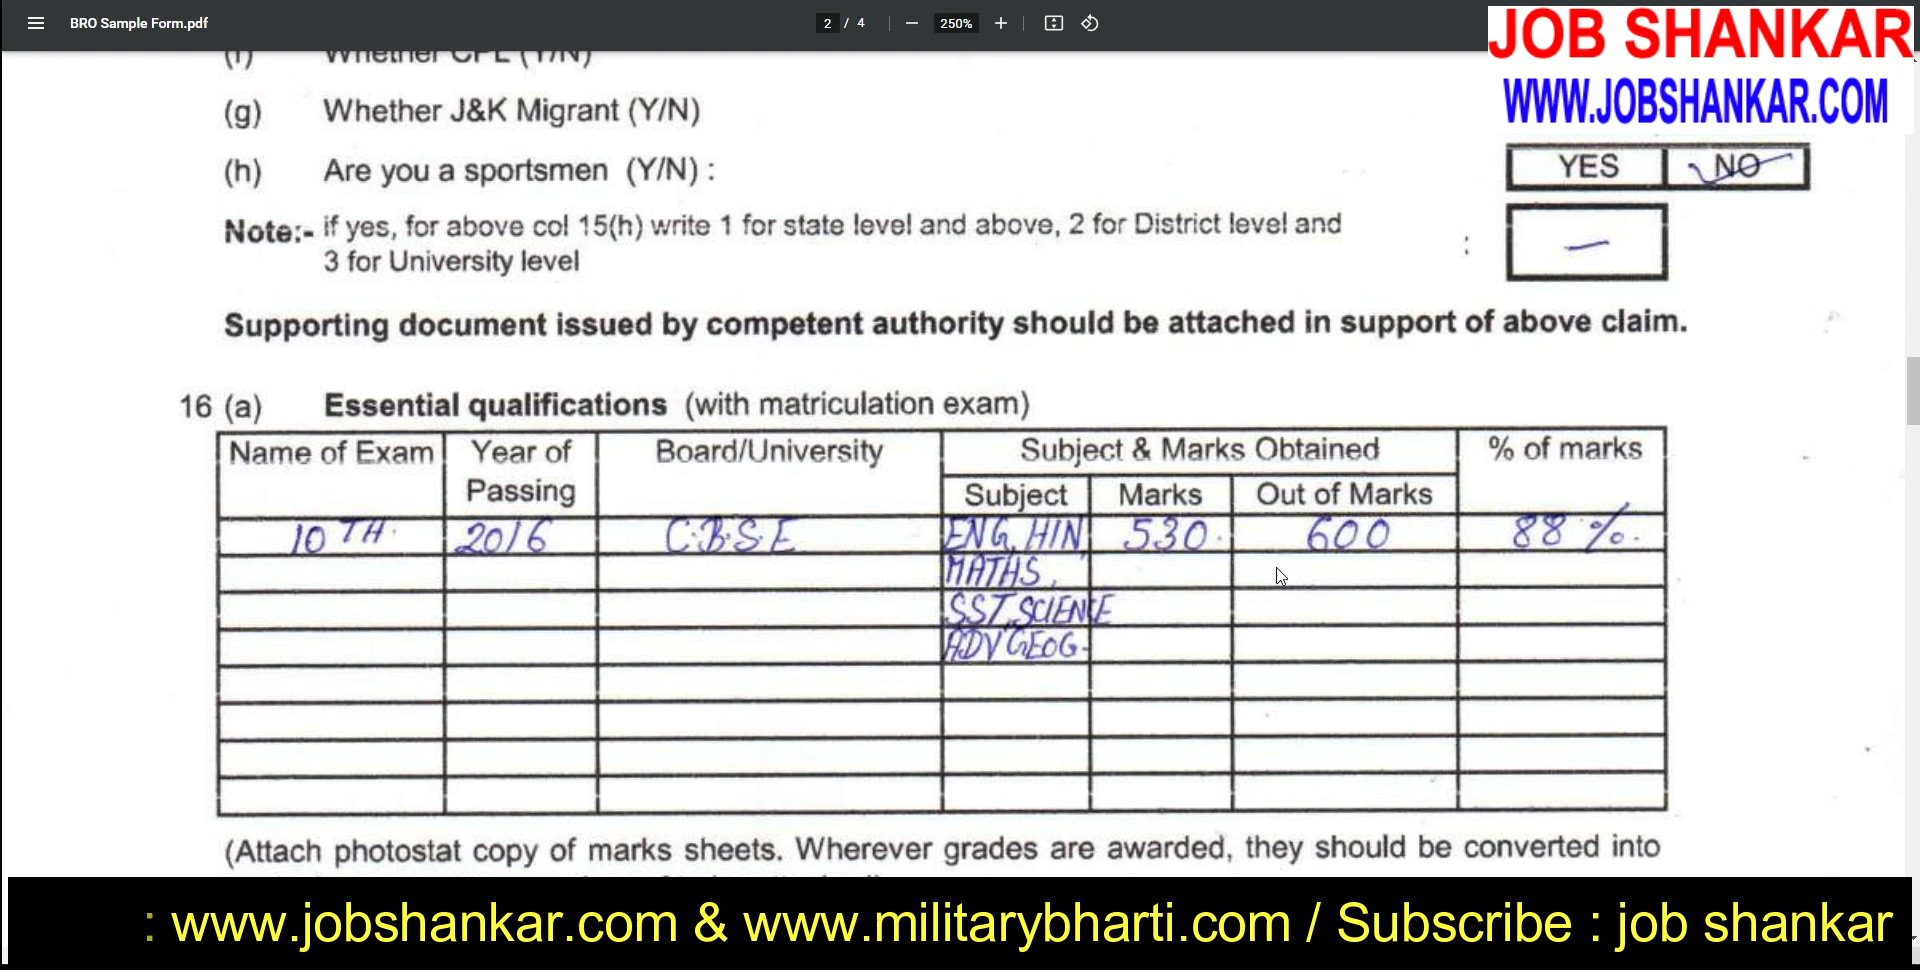 BRO Sample Form.pdf
2 / 4
250%
JOB SHANKAR
WWW.JOBSHANKAR.COM
(f) Whether CPL (Y/N)
(g) Whether J&K Migrant (Y/N)
(h) Are you a sportsmen (Y/N) :
YES NO
Note:- if yes, for above col 15(h) write 1 for state level and above, 2 for District level and
3 for University level
: —
Supporting document issued by competent authority should be attached in support of above claim.
16 (a) Essential qualifications (with matriculation exam)
Name of Exam Year of Passing Board/University Subject & Marks Obtained % of marks
Subject Marks Out of Marks
10TH. 2016 C.B.S.E ENG, HIN, 530. 600 88 %.
MATHS,
SST, SCIENCE
ADV GEOG.
(Attach photostat copy of marks sheets. Wherever grades are awarded, they should be converted into
: www.jobshankar.com & www.militarybharti.com / Subscribe : job shankar